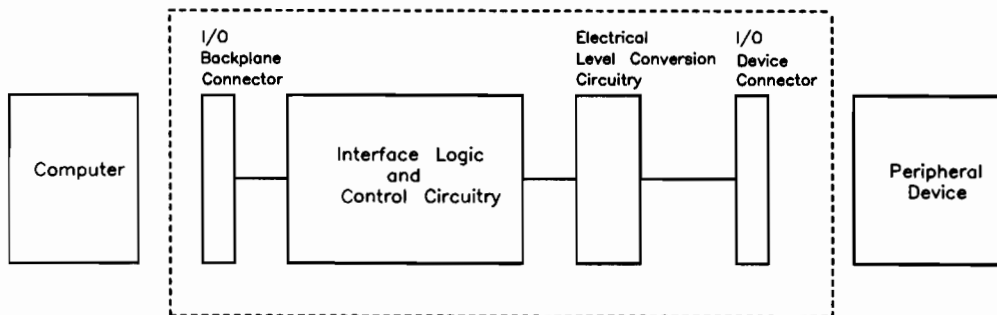 I/O
Backplane
Connector
Electrical
Level Conversion
Circuitry
I/O
Device
Connector
Computer
Interface Logic
and
Control Circuitry
Peripheral
Device